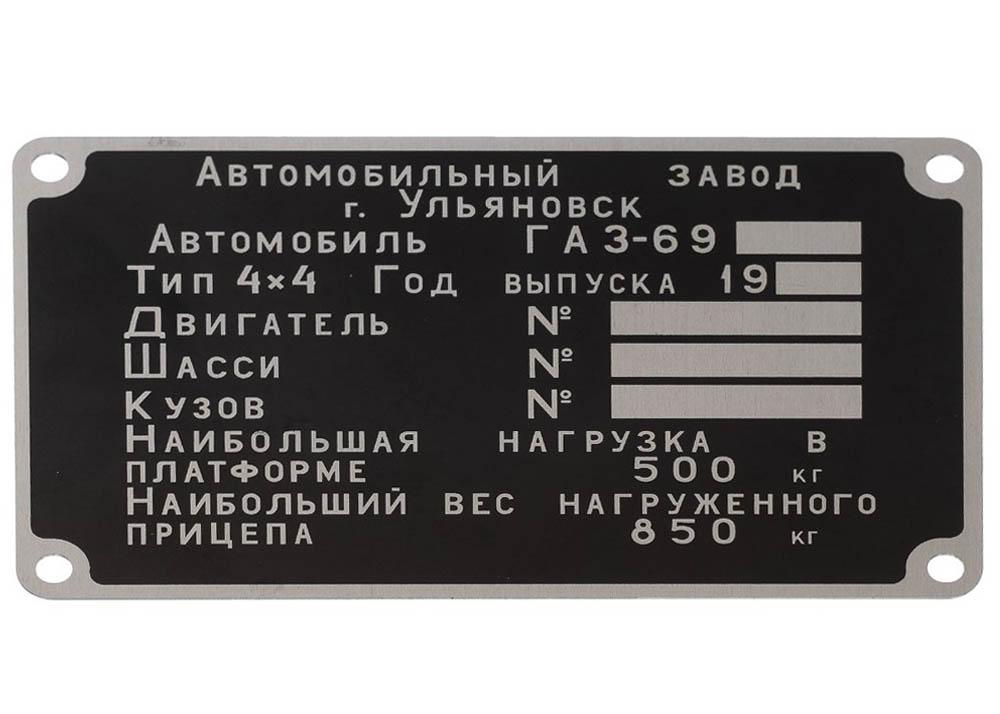 Автомобильный завод
г. Ульяновск
Автомобиль ГАЗ-69
Тип 4×4 Год выпуска 19
Двигатель №
Шасси №
Кузов №
Наибольшая нагрузка в
платформе 500 кг
Наибольший вес нагруженного
прицепа 850 кг